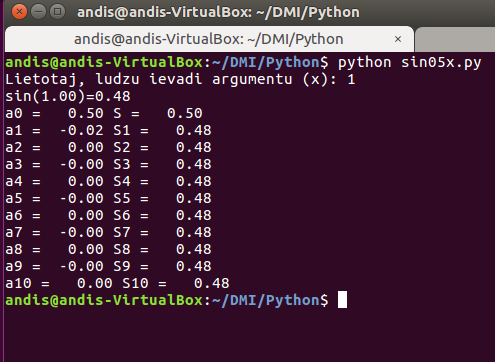 andis@andis-VirtualBox: ~/DMI/Python
andis@andis-VirtualBox: ~/DMI/Python ×
andis@andis-VirtualBox:~/DMI/Python$ python sin05x.py
Lietotaj, ludzu ievadi argumentu (x): 1
sin(1.00)=0.48
a0 =   0.50 S =   0.50
a1 =  -0.02 S1 =   0.48
a2 =   0.00 S2 =   0.48
a3 =  -0.00 S3 =   0.48
a4 =   0.00 S4 =   0.48
a5 =  -0.00 S5 =   0.48
a6 =   0.00 S6 =   0.48
a7 =  -0.00 S7 =   0.48
a8 =   0.00 S8 =   0.48
a9 =  -0.00 S9 =   0.48
a10 =   0.00 S10 =   0.48
andis@andis-VirtualBox:~/DMI/Python$